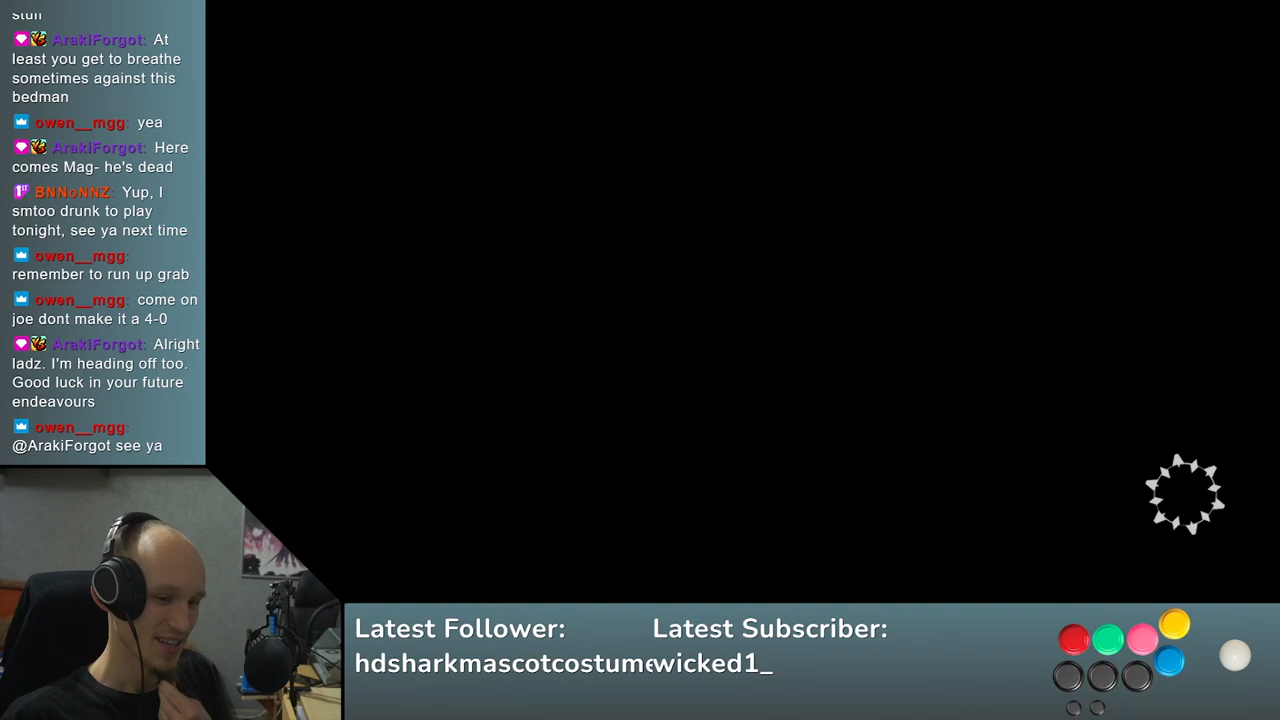 stuff
ArakiForgot: At
least you get to breathe
sometimes against this
bedman
owen__mgg: yea
ArakiForgot: Here
comes Mag- he's dead
1ST BNNoNNZ: Yup, I
smtoo drunk to play
tonight, see ya next time
owen__mgg:
remember to run up grab
owen__mgg: come on
joe dont make it a 4-0
ArakiForgot: Alright
ladz. I'm heading off too.
Good luck in your future
endeavours
owen__mgg:
@ArakiForgot see ya
Latest Follower:
hdsharkmascotcostume
Latest Subscriber:
wicked1_